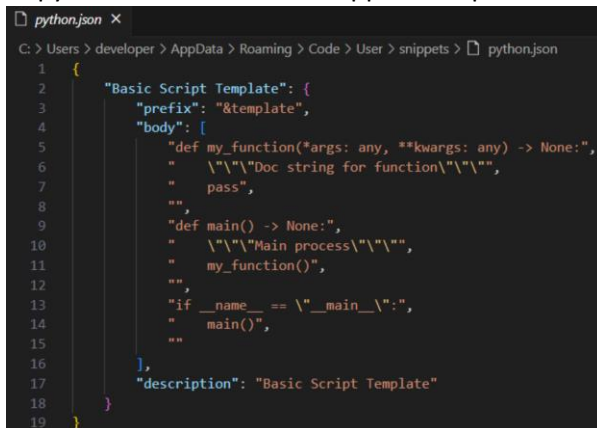 python.json ×
C: > Users > developer > AppData > Roaming > Code > User > snippets > python.json
1 {
2     "Basic Script Template": {
3         "prefix": "&template",
4         "body": [
5             "def my_function(*args: any, **kwargs: any) -> None:",
6             "    \"\"\"Doc string for function\"\"\"",
7             "    pass",
8             "",
9             "def main() -> None:",
10             "    \"\"\"Main process\"\"\"",
11             "    my_function()",
12             "",
13             "if __name__ == \"__main__\":",
14             "    main()",
15             ""
16         ],
17         "description": "Basic Script Template"
18     }
19 }